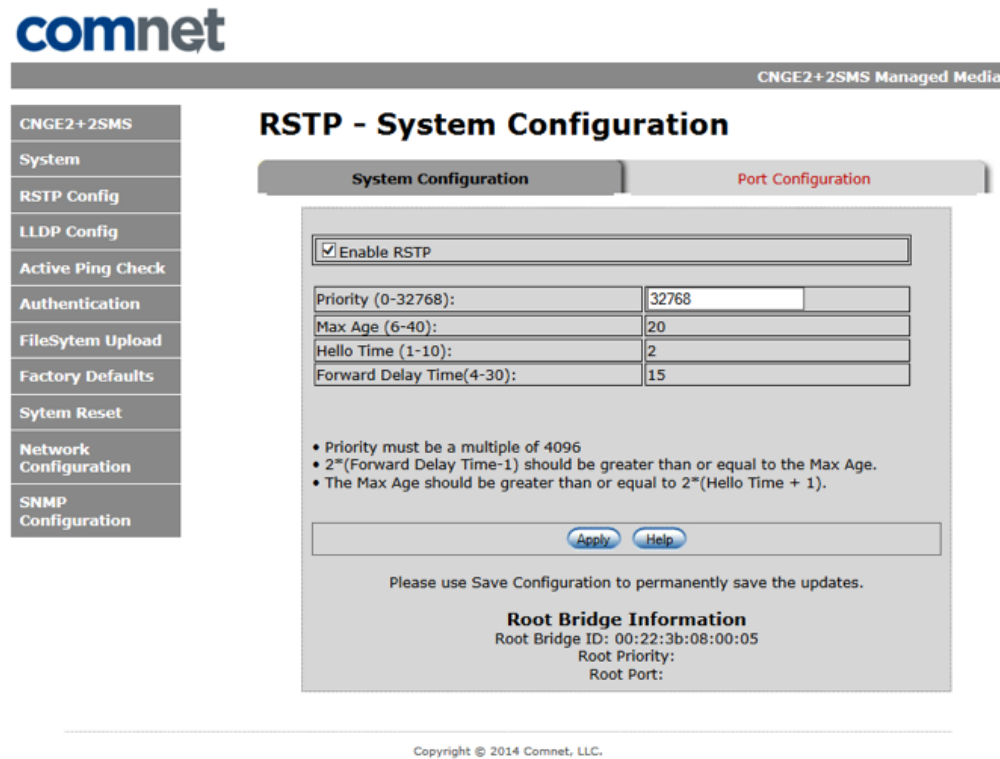 comnet
CNGE2+2SMS Managed Media
CNGE2+2SMS
System
RSTP Config
LLDP Config
Active Ping Check
Authentication
FileSytem Upload
Factory Defaults
Sytem Reset
Network
Configuration
SNMP
Configuration
RSTP - System Configuration
System Configuration
Port Configuration
Enable RSTP
Priority (0-32768): 32768
Max Age (6-40): 20
Hello Time (1-10): 2
Forward Delay Time(4-30): 15
• Priority must be a multiple of 4096
• 2*(Forward Delay Time-1) should be greater than or equal to the Max Age.
• The Max Age should be greater than or equal to 2*(Hello Time + 1).
Apply Help
Please use Save Configuration to permanently save the updates.
Root Bridge Information
Root Bridge ID: 00:22:3b:08:00:05
Root Priority:
Root Port:
Copyright © 2014 Comnet, LLC.